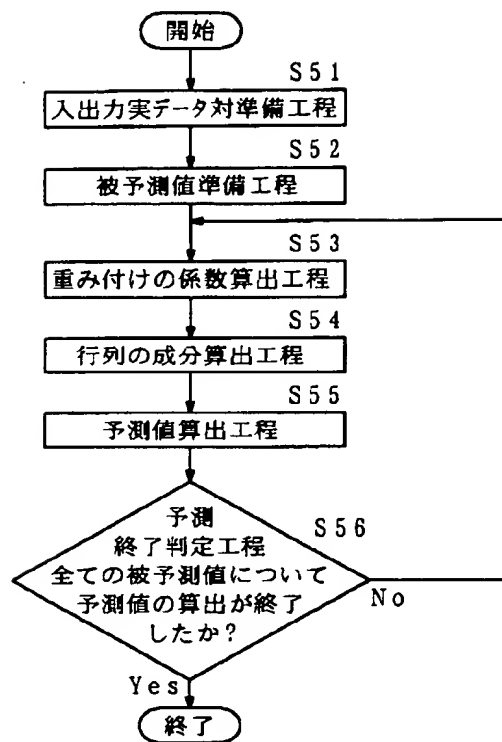 開始
S51
入出力実データ対準備工程
S52
被予測値準備工程
S53
重み付けの係数算出工程
S54
行列の成分算出工程
S55
予測値算出工程
S56
予測
終了判定工程
全ての被予測値について
予測値の算出が終了
したか?
No
Yes
終了